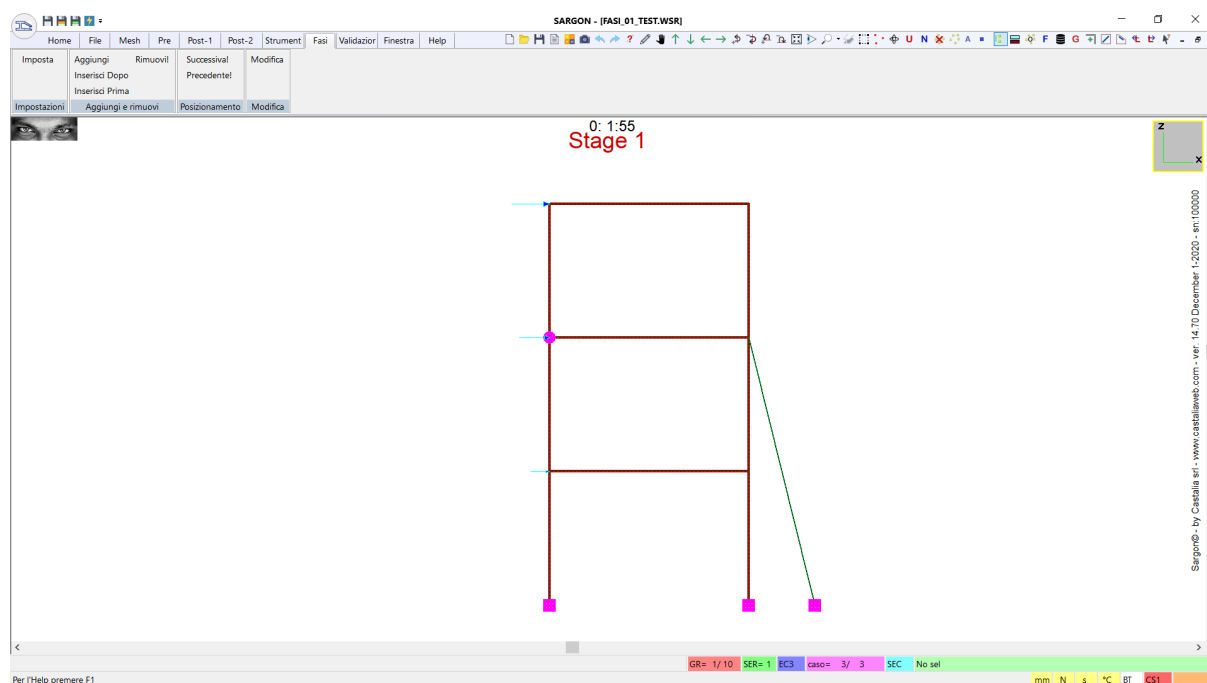 SARGON - [FASI_01_TEST.WSR]
Home File Mesh Pre Post-1 Post-2 Strument Fasi Validazior Finestra Help
Imposta Aggiungi Rimuovi! Successiva! Modifica
Inserisci Dopo Precedente!
Inserisci Prima
Impostazioni Aggiungi e rimuovi Posizionamento Modifica
0: 1:55
Stage 1
Z
X
Sargon© - by Castalia srl - www.castaliaweb.com - ver. 14.70 December 1-2020 - sn:100000
GR= 1/ 10 SER= 1 EC3 caso= 3/ 3 SEC No sel
Per l'Help premere F1 mm N s °C BT CS1